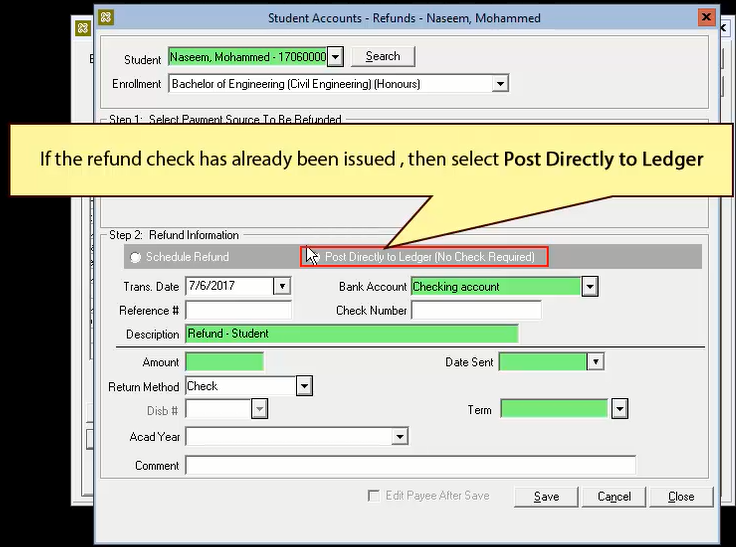 Student Accounts - Refunds - Naseem, Mohammed
Student Naseem, Mohammed - 17060000 Search
Enrollment Bachelor of Engineering (Civil Engineering) (Honours)
Step 1: Select Payment Source To Be Refunded
If the refund check has already been issued , then select Post Directly to Ledger
Step 2: Refund Information
Schedule Refund Post Directly to Ledger (No Check Required)
Trans. Date 7/6/2017 Bank Account Checking account
Reference # Check Number
Description Refund - Student
Amount Date Sent
Return Method Check
Disb # Term
Acad Year
Comment
Edit Payee After Save Save Cancel Close